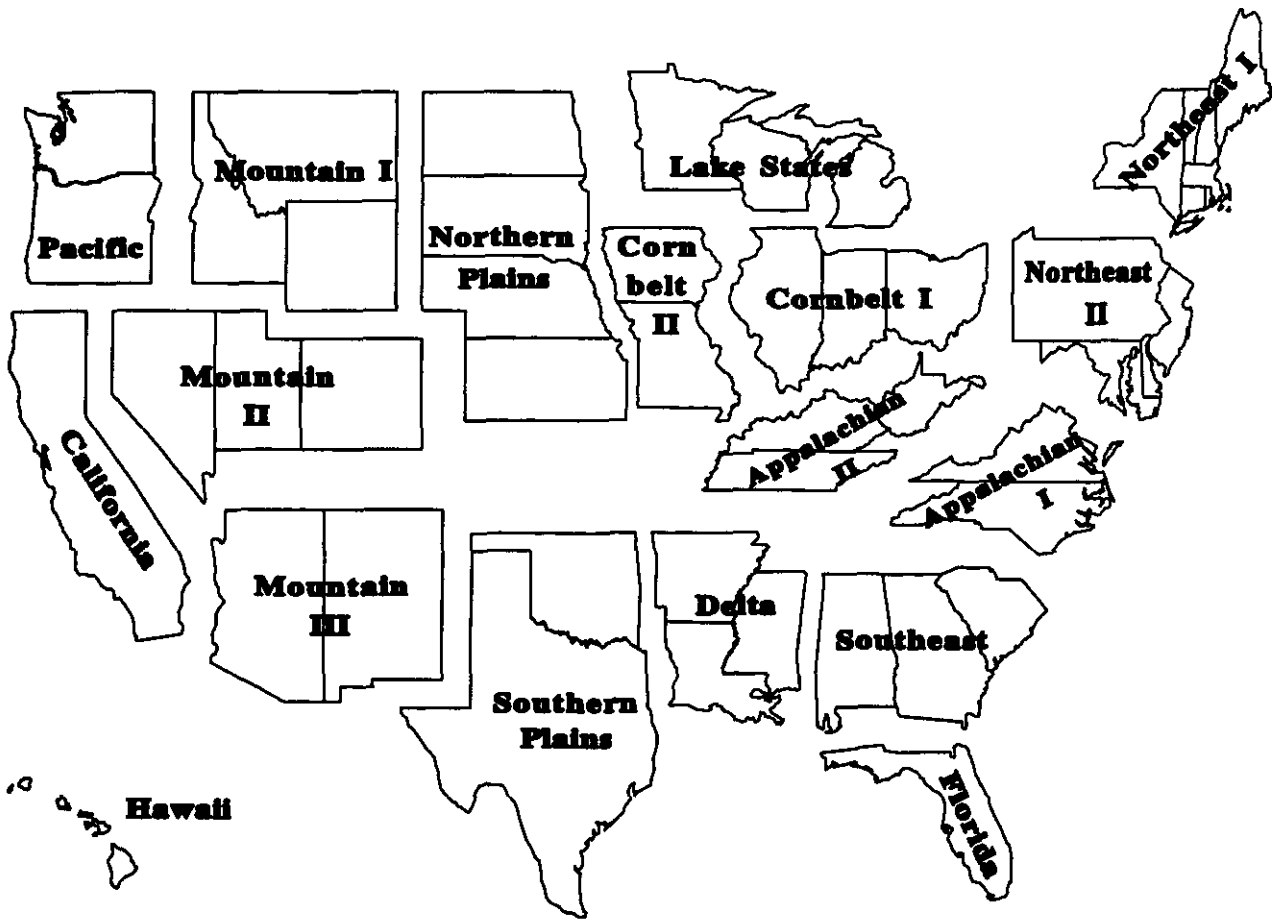 Northeast I
Mountain I
Lake States
Pacific
Northern
Plains
Corn
belt
II
Cornbelt I
Northeast
II
Mountain
II
California
Appalachian
II
Appalachian
I
Mountain
III
Delta
Southeast
Southern
Plains
Hawaii
Florida